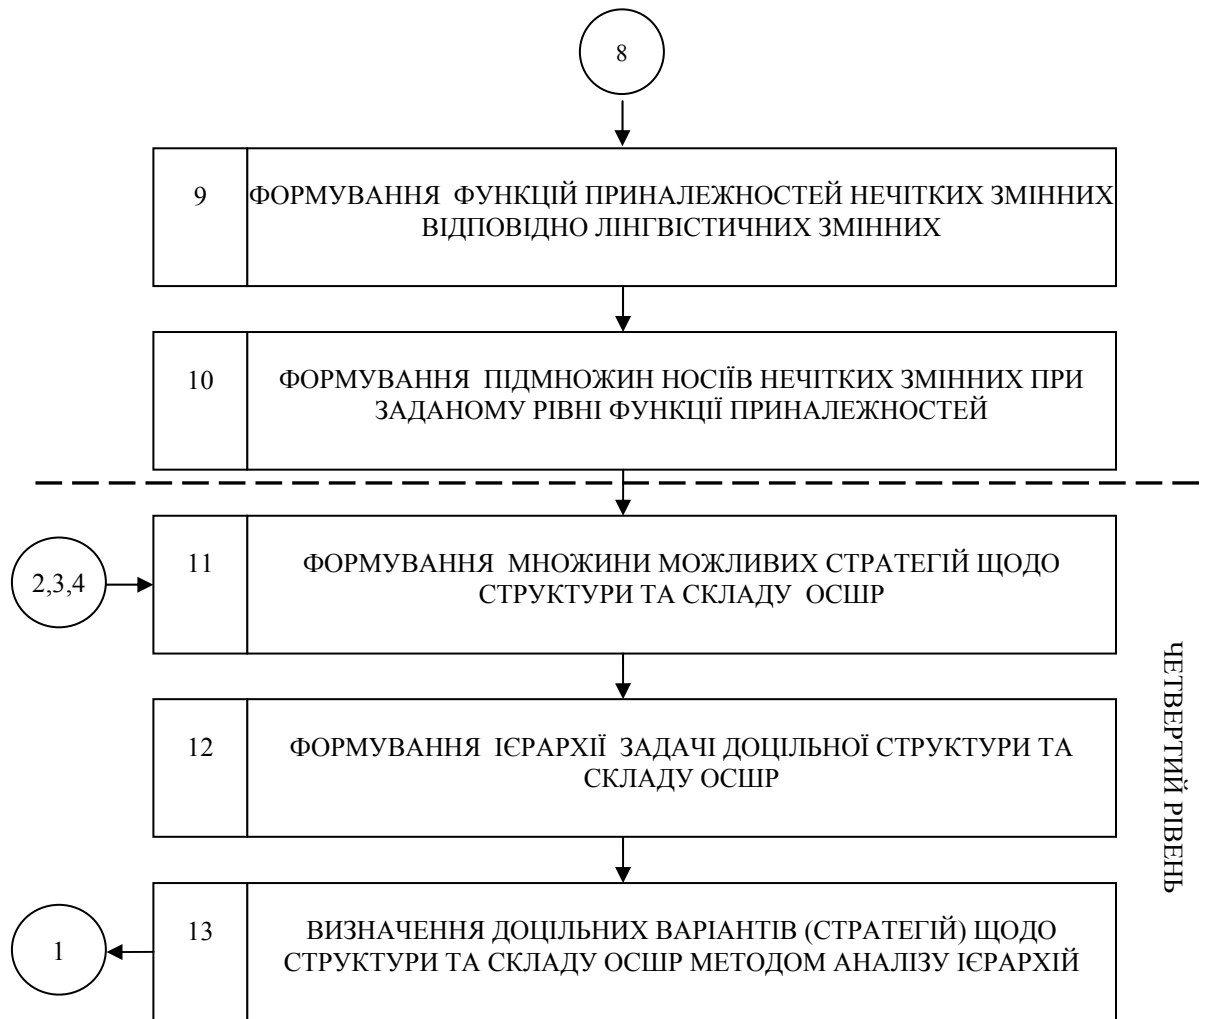 8
9
ФОРМУВАННЯ ФУНКЦІЙ ПРИНАЛЕЖНОСТЕЙ НЕЧІТКИХ ЗМІННИХ
ВІДПОВІДНО ЛІНГВІСТИЧНИХ ЗМІННИХ
10
ФОРМУВАННЯ ПІДМНОЖИН НОСІЇВ НЕЧІТКИХ ЗМІННИХ ПРИ
ЗАДАНОМУ РІВНІ ФУНКЦІЇ ПРИНАЛЕЖНОСТЕЙ
2,3,4
11
ФОРМУВАННЯ МНОЖИНИ МОЖЛИВИХ СТРАТЕГІЙ ЩОДО
СТРУКТУРИ ТА СКЛАДУ ОСШР
12
ФОРМУВАННЯ ІЄРАРХІЇ ЗАДАЧІ ДОЦІЛЬНОЇ СТРУКТУРИ ТА
СКЛАДУ ОСШР
ЧЕТВЕРТИЙ РІВЕНЬ
1
13
ВИЗНАЧЕННЯ ДОЦІЛЬНИХ ВАРІАНТІВ (СТРАТЕГІЙ) ЩОДО
СТРУКТУРИ ТА СКЛАДУ ОСШР МЕТОДОМ АНАЛІЗУ ІЄРАРХІЙ